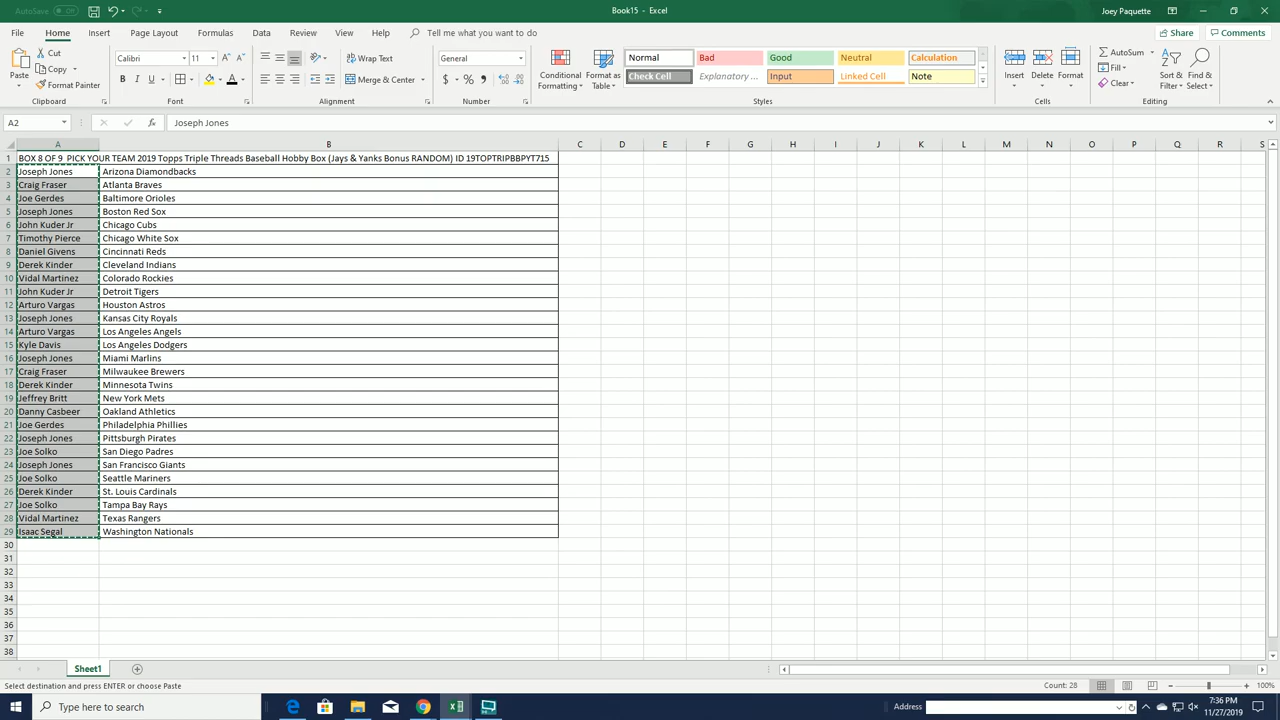 AutoSave Off Book15 - Excel Joey Paquette
File Home Insert Page Layout Formulas Data Review View Help Tell me what you want to do Share Comments
Paste Cut Copy Format Painter Clipboard
Calibri 11 B I U Font
Wrap Text Merge & Center Alignment
General $ % Number
Conditional Formatting Format as Table
Normal Bad Good Neutral Calculation
Check Cell Explanatory ... Input Linked Cell Note
Styles
Insert Delete Format Cells
AutoSum Fill Clear Sort & Filter Find & Select Editing
A2 fx Joseph Jones
A B C D E F G H I J K L M N O P Q R S
1 BOX 8 OF 9 PICK YOUR TEAM 2019 Topps Triple Threads Baseball Hobby Box (Jays & Yanks Bonus RANDOM) ID 19TOPTRIPBBPYT715
2 Joseph Jones Arizona Diamondbacks
3 Craig Fraser Atlanta Braves
4 Joe Gerdes Baltimore Orioles
5 Joseph Jones Boston Red Sox
6 John Kuder Jr Chicago Cubs
7 Timothy Pierce Chicago White Sox
8 Daniel Givens Cincinnati Reds
9 Derek Kinder Cleveland Indians
10 Vidal Martinez Colorado Rockies
11 John Kuder Jr Detroit Tigers
12 Arturo Vargas Houston Astros
13 Joseph Jones Kansas City Royals
14 Arturo Vargas Los Angeles Angels
15 Kyle Davis Los Angeles Dodgers
16 Joseph Jones Miami Marlins
17 Craig Fraser Milwaukee Brewers
18 Derek Kinder Minnesota Twins
19 Jeffrey Britt New York Mets
20 Danny Casbeer Oakland Athletics
21 Joe Gerdes Philadelphia Phillies
22 Joseph Jones Pittsburgh Pirates
23 Joe Solko San Diego Padres
24 Joseph Jones San Francisco Giants
25 Joe Solko Seattle Mariners
26 Derek Kinder St. Louis Cardinals
27 Joe Solko Tampa Bay Rays
28 Vidal Martinez Texas Rangers
29 Isaac Segal Washington Nationals
30
31
32
33
34
35
36
37
38
Sheet1
Select destination and press ENTER or choose Paste Count: 28 100%
Type here to search Address 7:36 PM
11/27/2019